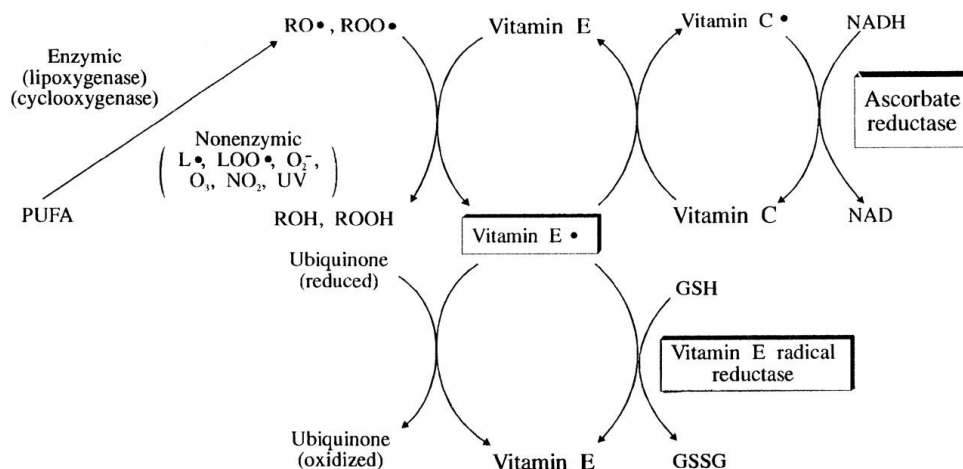 RO•, ROO•
Vitamin E
Vitamin C •
NADH
Enzymic
(lipoxygenase)
(cyclooxygenase)
Ascorbate
reductase
Nonenzymic
( L•, LOO•, O₂⁻,
O₃, NO₂, UV )
PUFA
ROH, ROOH
Vitamin E •
Vitamin C
NAD
Ubiquinone
(reduced)
GSH
Vitamin E radical
reductase
Ubiquinone
(oxidized)
Vitamin E
GSSG